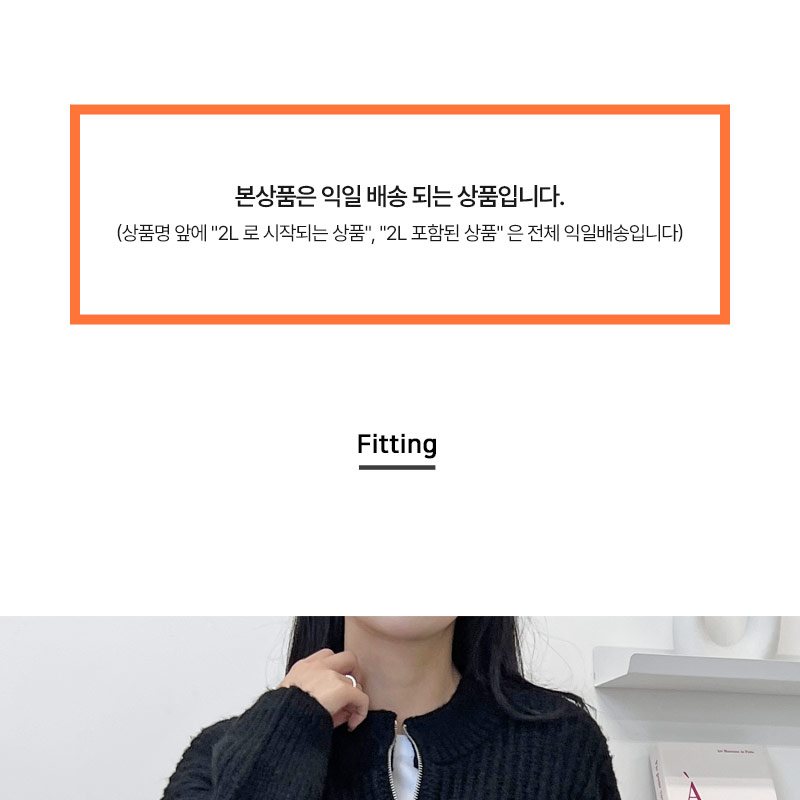 본상품은 익일 배송 되는 상품입니다.
(상품명 앞에 "2L 로 시작되는 상품", "2L 포함된 상품" 은 전체 익일배송입니다)
Fitting
À